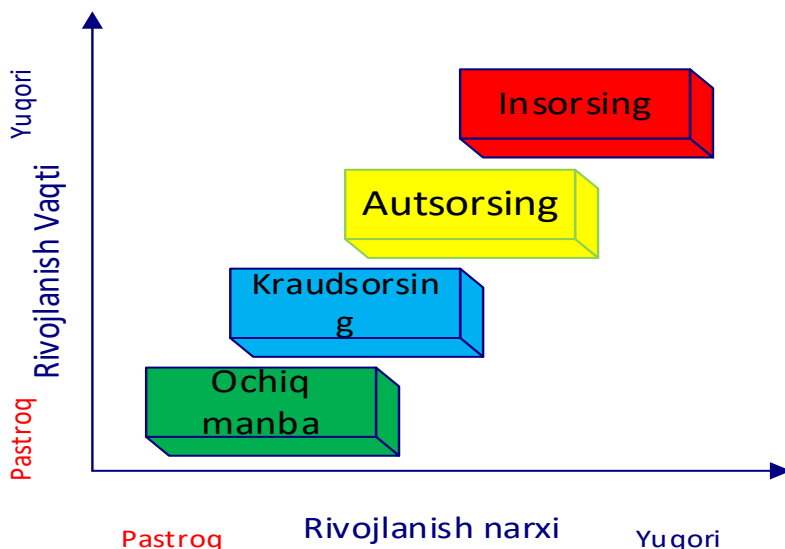 Yuqori
Rivojlanish Vaqti
Pastroq
Insorsing
Autsorsing
Kraudsorsin
g
Ochiq
manba
Pastroq
Rivojlanish narxi
Yuqori